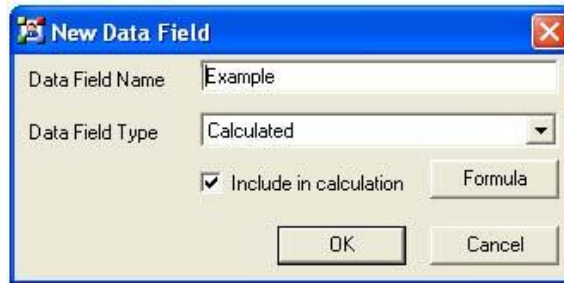 New Data Field
Data Field Name Example
Data Field Type Calculated
Include in calculation Formula
OK Cancel